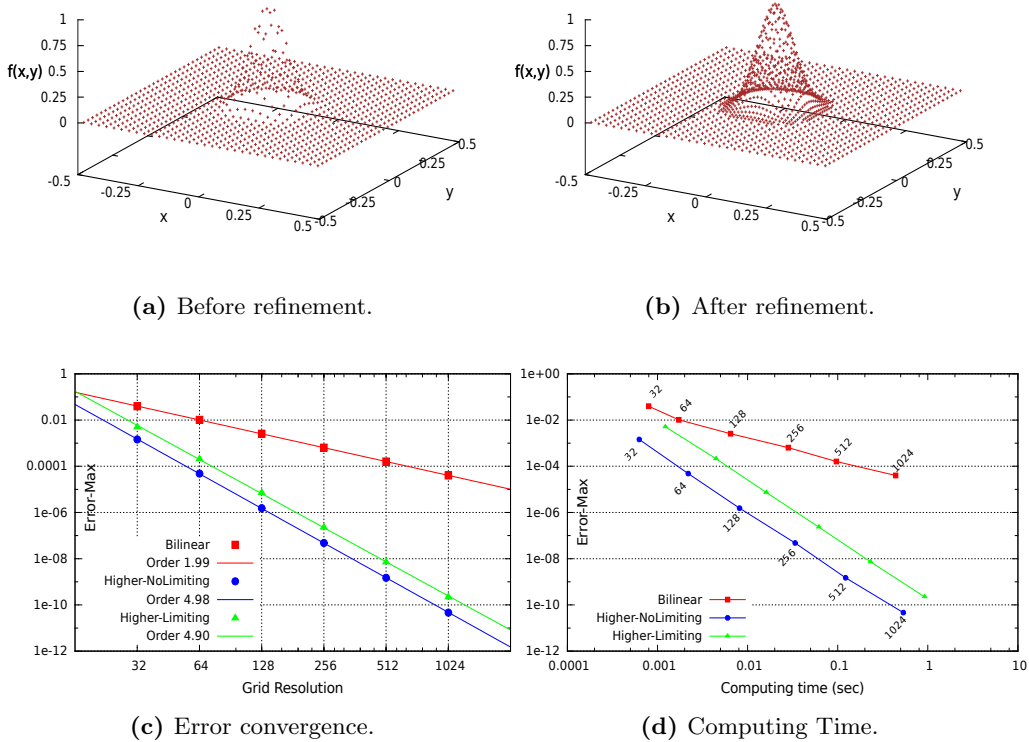 1
0.75
0.5
f(x,y)
0.25
0
-0.5
-0.25
0
0.25
0.5
x
-0.5
-0.25
0
0.25
0.5
y
1
0.75
0.5
f(x,y)
0.25
0
-0.5
-0.25
0
0.25
0.5
x
-0.5
-0.25
0
0.25
0.5
y
(a) Before refinement.
(b) After refinement.
1
0.01
0.0001
1e-06
1e-08
1e-10
1e-12
Error-Max
Bilinear
Order 1.99
Higher-NoLimiting
Order 4.98
Higher-Limiting
Order 4.90
32 64 128 256 512 1024
Grid Resolution
1e+00
1e-02
1e-04
1e-06
1e-08
1e-10
1e-12
Error-Max
32
64
128
256
512
1024
32
64
128
256
512
1024
Bilinear
Higher-NoLimiting
Higher-Limiting
0.0001 0.001 0.01 0.1 1 10
Computing time (sec)
(c) Error convergence.
(d) Computing Time.